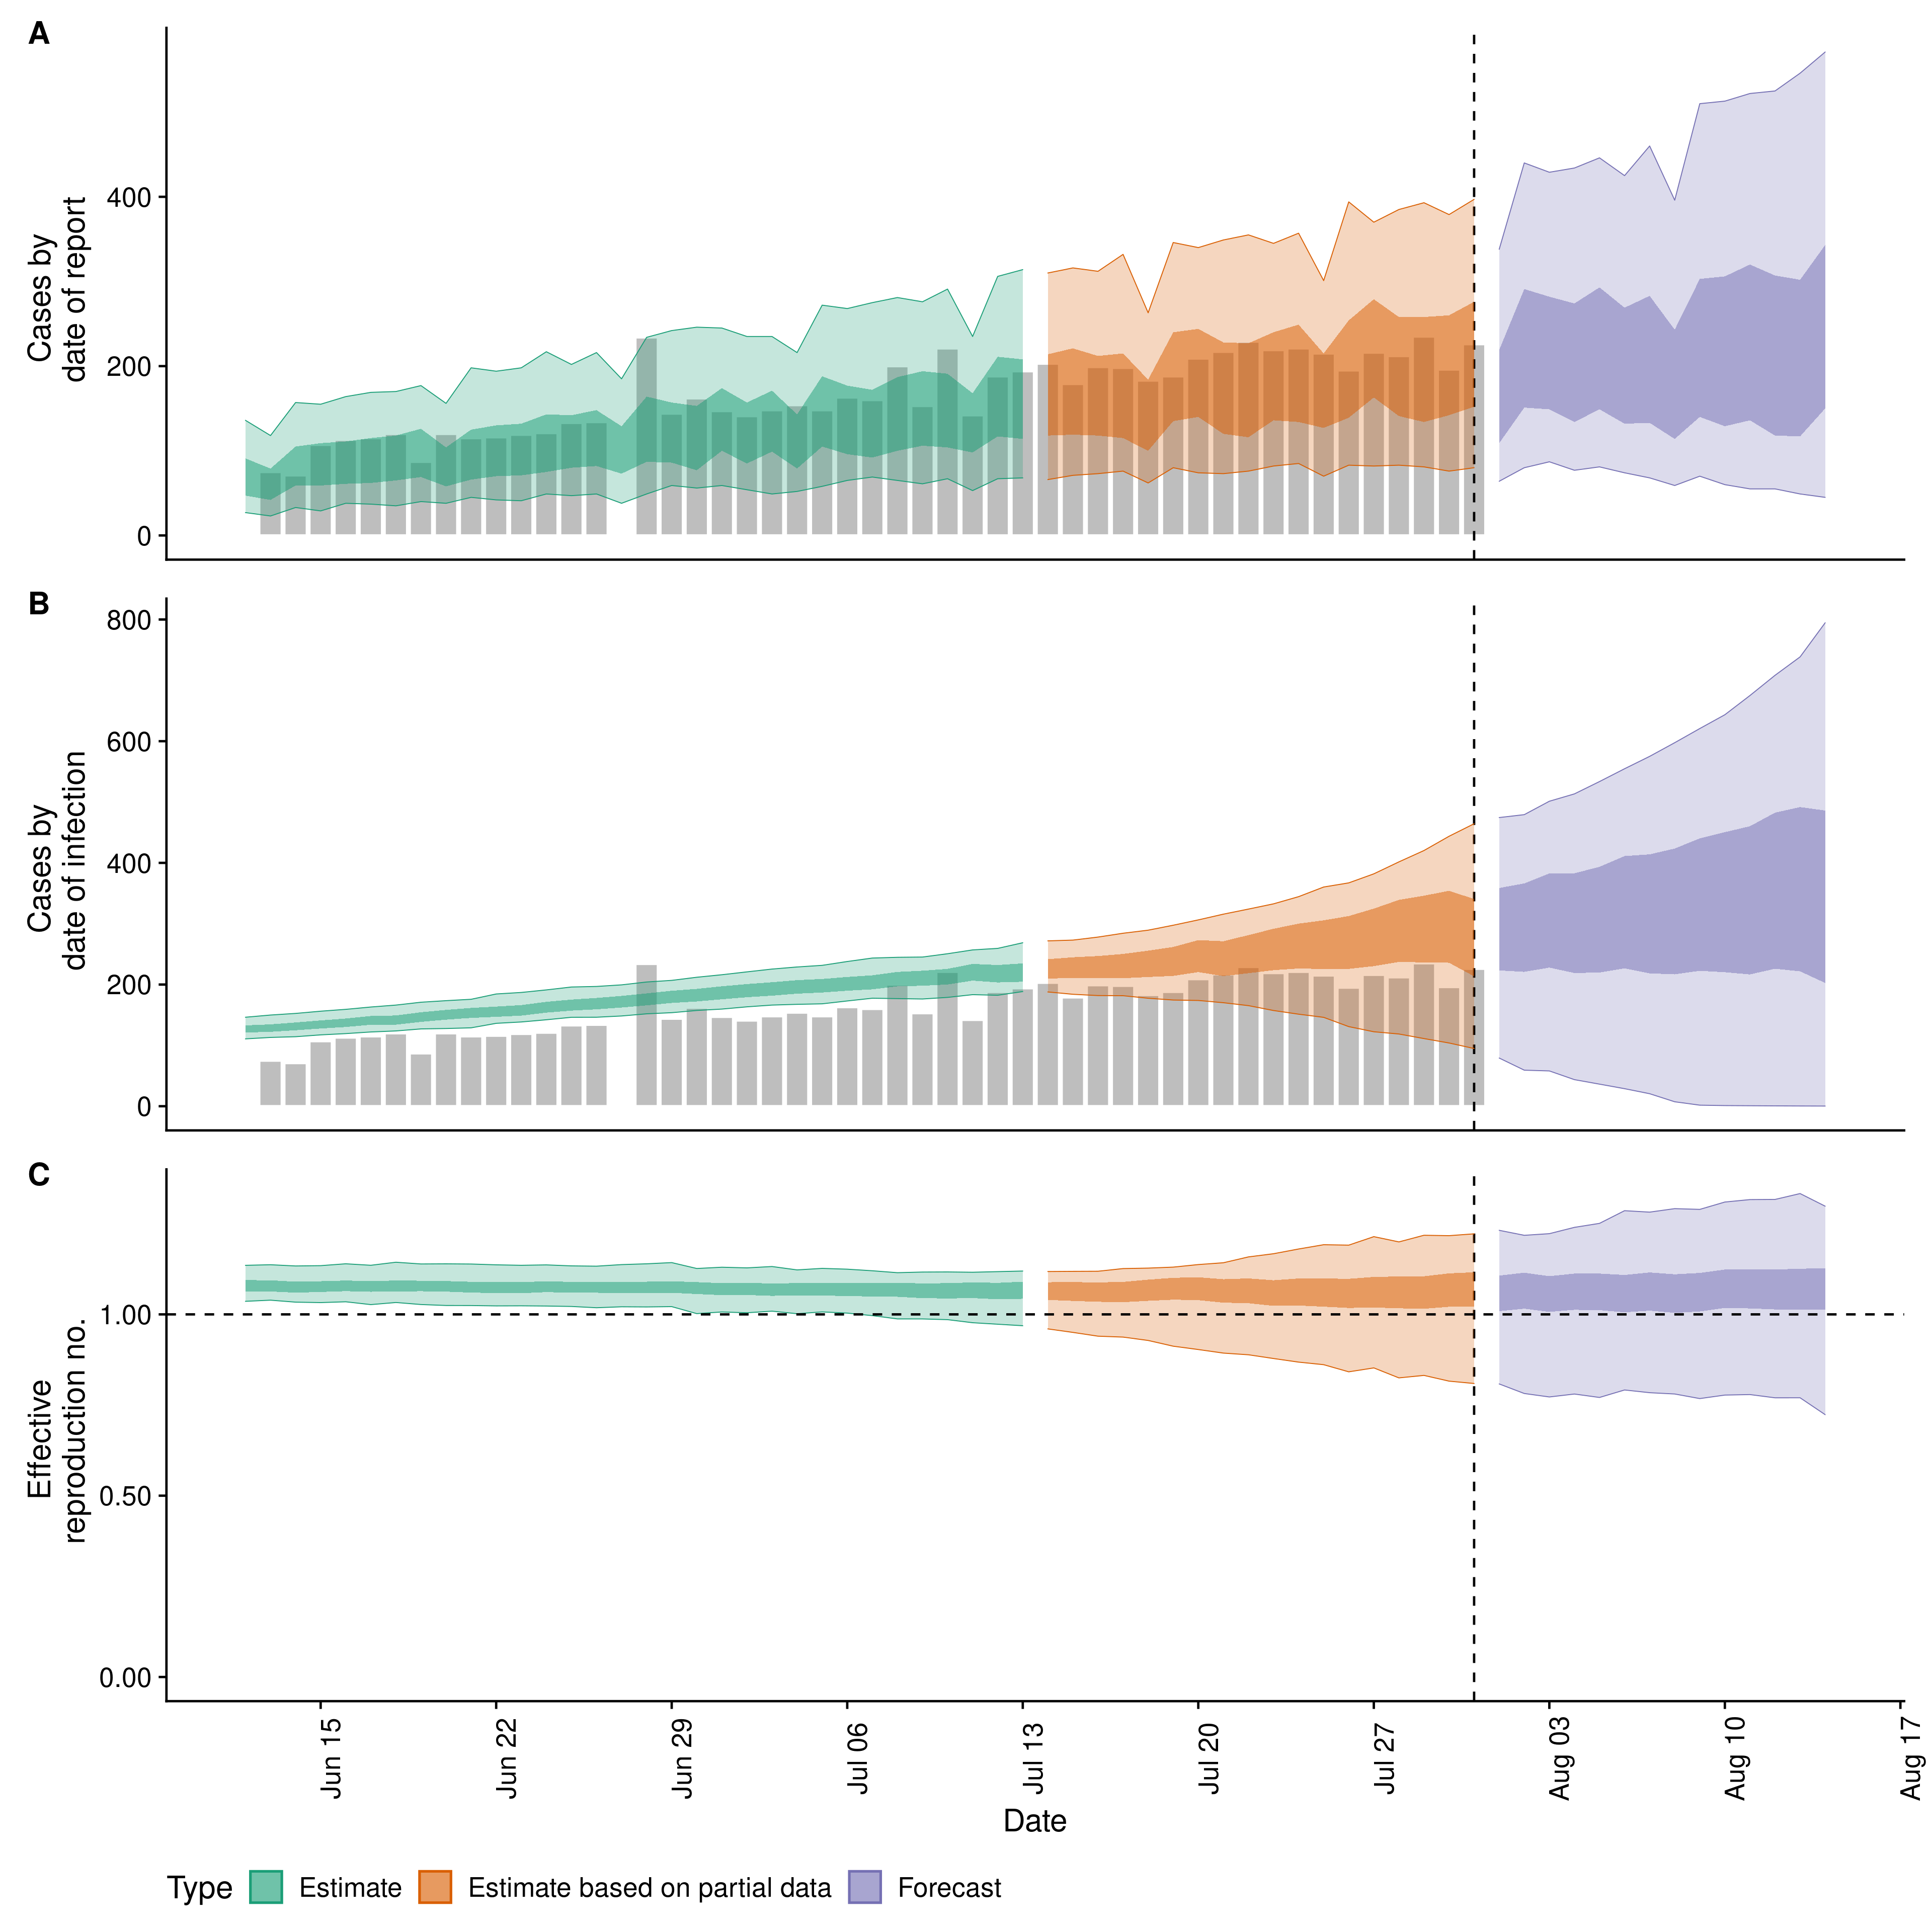 A
Cases by
date of report
400
200
0
B
Cases by
date of infection
800
600
400
200
0
C
Effective
reproduction no.
1.00
0.50
0.00
Jun 15
Jun 22
Jun 29
Jul 06
Jul 13
Jul 20
Jul 27
Aug 03
Aug 10
Aug 17
Date
Type Estimate Estimate based on partial data Forecast